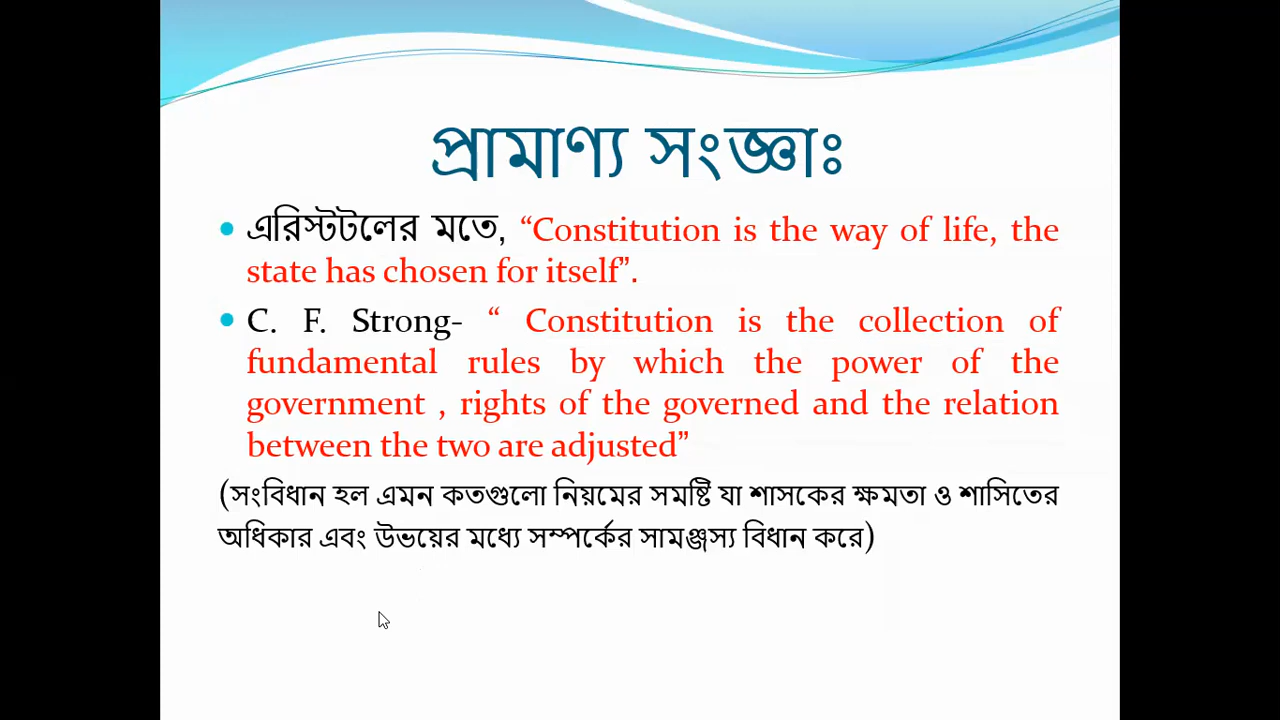 প্রামাণ্য সংজ্ঞাঃ
এরিস্টটলের মতে, “Constitution is the way of life, the
state has chosen for itself”.
C. F. Strong- “ Constitution is the collection of
fundamental rules by which the power of the
government , rights of the governed and the relation
between the two are adjusted”
(সংবিধান হল এমন কতগুলো নিয়মের সমষ্টি যা শাসকের ক্ষমতা ও শাসিতের
অধিকার এবং উভয়ের মধ্যে সম্পর্কের সামঞ্জস্য বিধান করে)